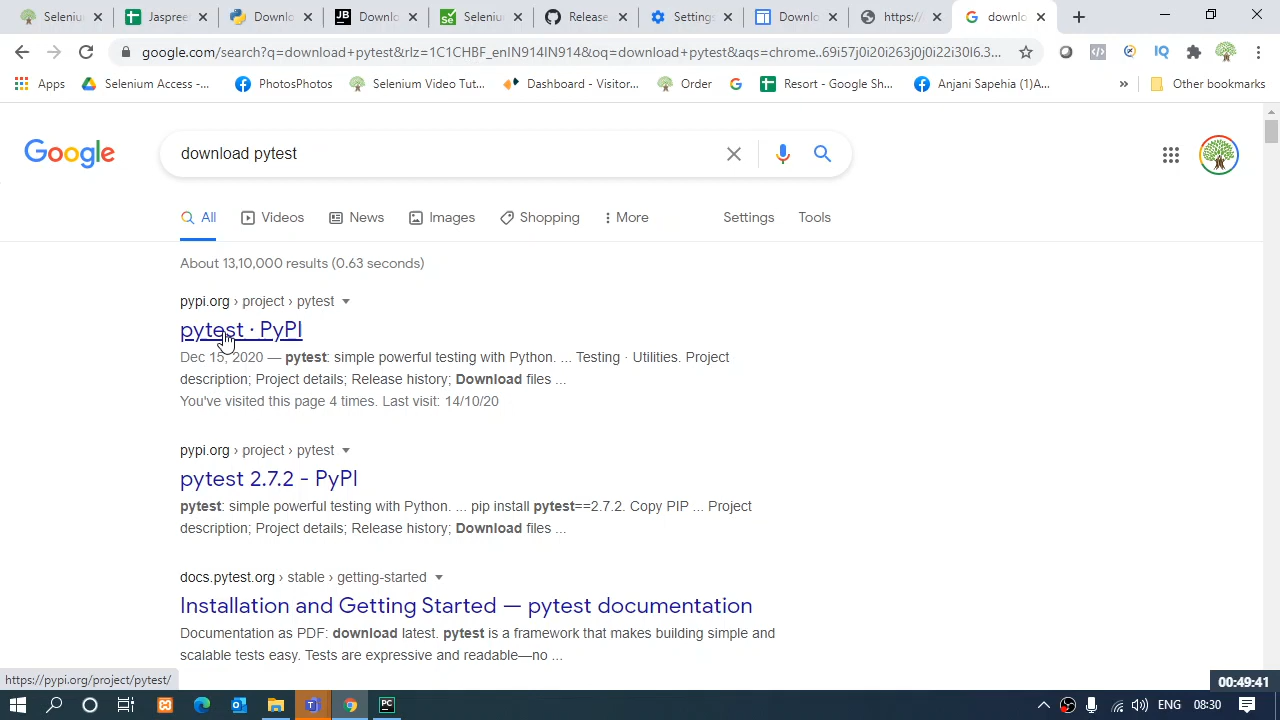 Seleniu
Jaspree
Downlo
Downlo
Seleniu
Release
Setting
Downlo
https:/
downlo
google.com/search?q=download+pytest&rlz=1C1CHBF_enIN914IN914&oq=download+pytest&aqs=chrome..69i57j0i20i263j0j0i22i30l6.3...
Apps
Selenium Access -...
PhotosPhotos
Selenium Video Tut...
Dashboard - Visitor...
Order
Resort - Google Sh...
Anjani Sapehia (1)A...
»
Other bookmarks
Google
download pytest
All
Videos
News
Images
Shopping
More
Settings
Tools
About 13,10,000 results (0.63 seconds)
pypi.org › project › pytest
pytest · PyPI
Dec 15, 2020 — pytest: simple powerful testing with Python. ... Testing · Utilities. Project
description; Project details; Release history; Download files ...
You've visited this page 4 times. Last visit: 14/10/20
pypi.org › project › pytest
pytest 2.7.2 - PyPI
pytest: simple powerful testing with Python. ... pip install pytest==2.7.2. Copy PIP ... Project
description; Project details; Release history; Download files ...
docs.pytest.org › stable › getting-started
Installation and Getting Started — pytest documentation
Documentation as PDF: download latest. pytest is a framework that makes building simple and
scalable tests easy. Tests are expressive and readable—no ...
https://pypi.org/project/pytest/
00:49:41
ENG
08:30